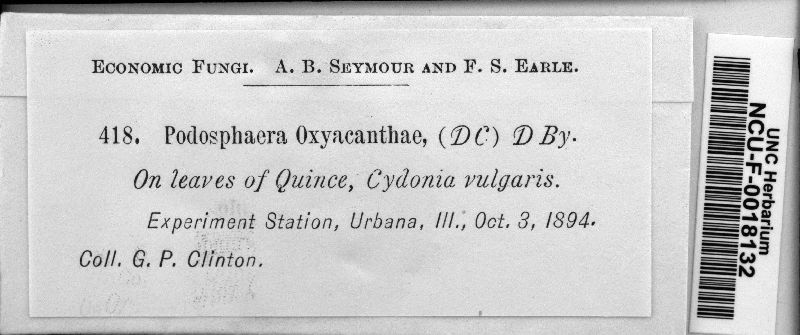 ECONOMIC FUNGI. A. B. SEYMOUR AND F. S. EARLE.
418. Podosphaera Oxyacanthae, (DC) D By.
On leaves of Quince, Cydonia vulgaris.
Experiment Station, Urbana, Ill., Oct. 3, 1894.
Coll. G. P. Clinton.
UNC Herbarium
NCU-F-0018132